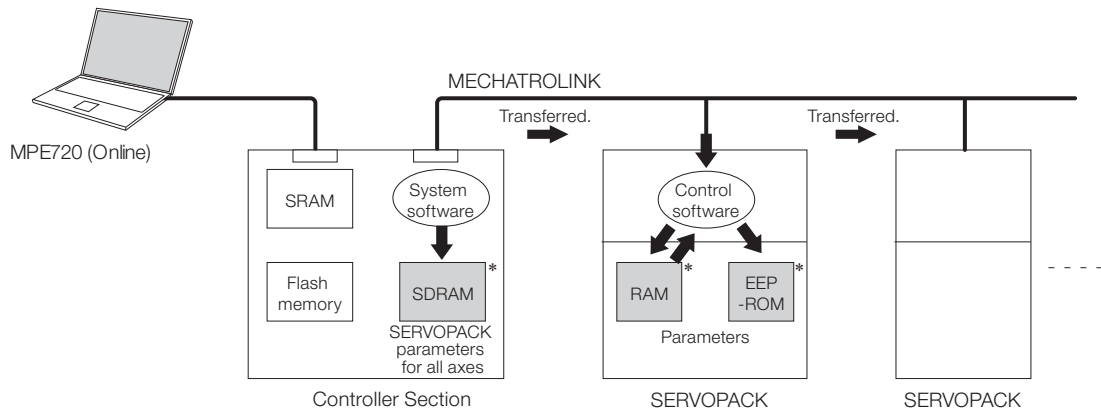 MECHATROLINK
Transferred.
Transferred.
MPE720 (Online)
SRAM
System
software
Control
software
Flash
memory
SDRAM
*
RAM
*
EEP
-ROM
*
SERVOPACK
parameters
for all axes
Parameters
Controller Section
SERVOPACK
SERVOPACK